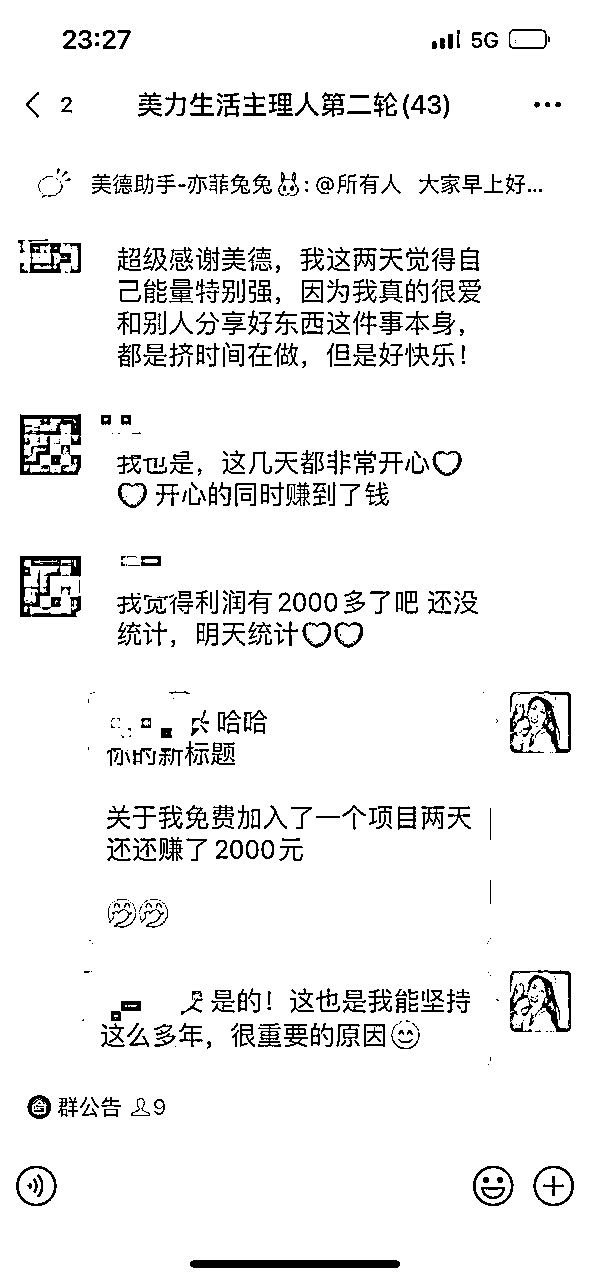 23:27
5G
2
美力生活主理人第二轮(43)
美德助手-亦菲兔兔🐰: @所有人 大家早上好...
超级感谢美德，我这两天觉得自
己能量特别强，因为我真的很爱
和别人分享好东西这件事本身，
都是挤时间在做，但是好快乐！
我也是，这几天都非常开心♡
♡ 开心的同时赚到了钱
我觉得利润有2000多了吧 还没
统计，明天统计♡♡
哈哈
你的新标题
关于我免费加入了一个项目两天
还还赚了2000元
🤭🤭
是的！这也是我能坚持
这么多年，很重要的原因😊
群公告 9